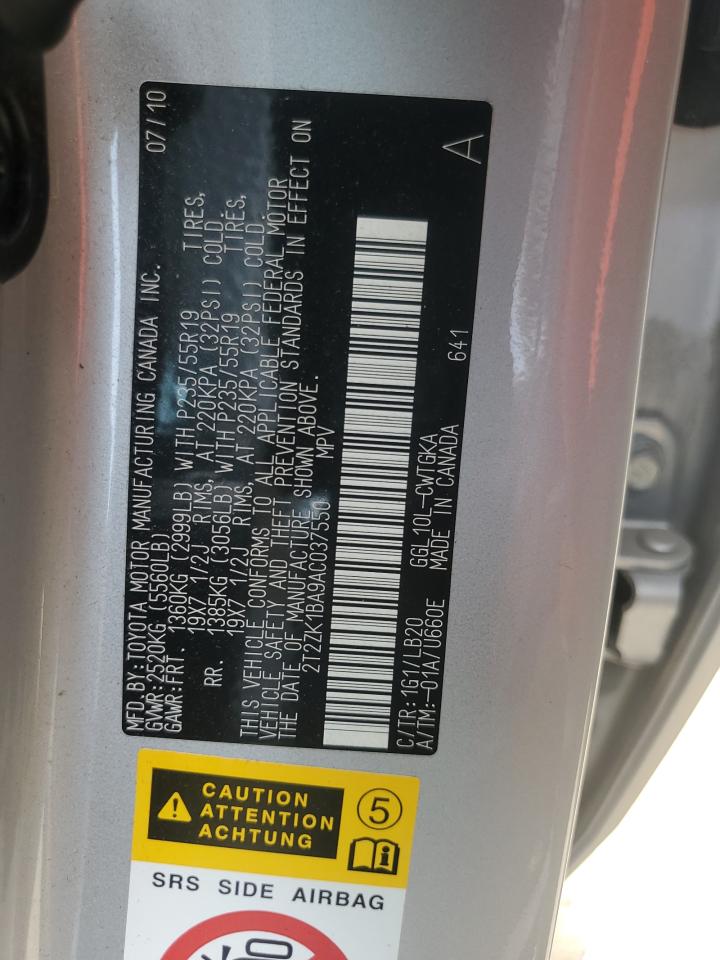 MFD.BY:TOYOTA MOTOR MANUFACTURING CANADA INC. 07/10
GVWR:2520KG (5560LB)
GAWR:FRT. 1360KG (2999LB) WITH P235/55R19 TIRES,
19X7 1/2J RIMS, AT 220KPA (32PSI) COLD.
RR. 1385KG (3056LB) WITH P235/55R19 TIRES,
19X7 1/2J RIMS, AT 220KPA (32PSI) COLD.
THIS VEHICLE CONFORMS TO ALL APPLICABLE FEDERAL MOTOR
VEHICLE SAFETY AND THEFT PREVENTION STANDARDS IN EFFECT ON
THE DATE OF MANUFACTURE SHOWN ABOVE.
2T2ZK1BA9AC037550 MPV
C/TR:1G1/LB20 GGL10L-CWTGKA 641 A
A/TM:-01A/U660E MADE IN CANADA
CAUTION
ATTENTION
ACHTUNG
5
i
SRS SIDE AIRBAG